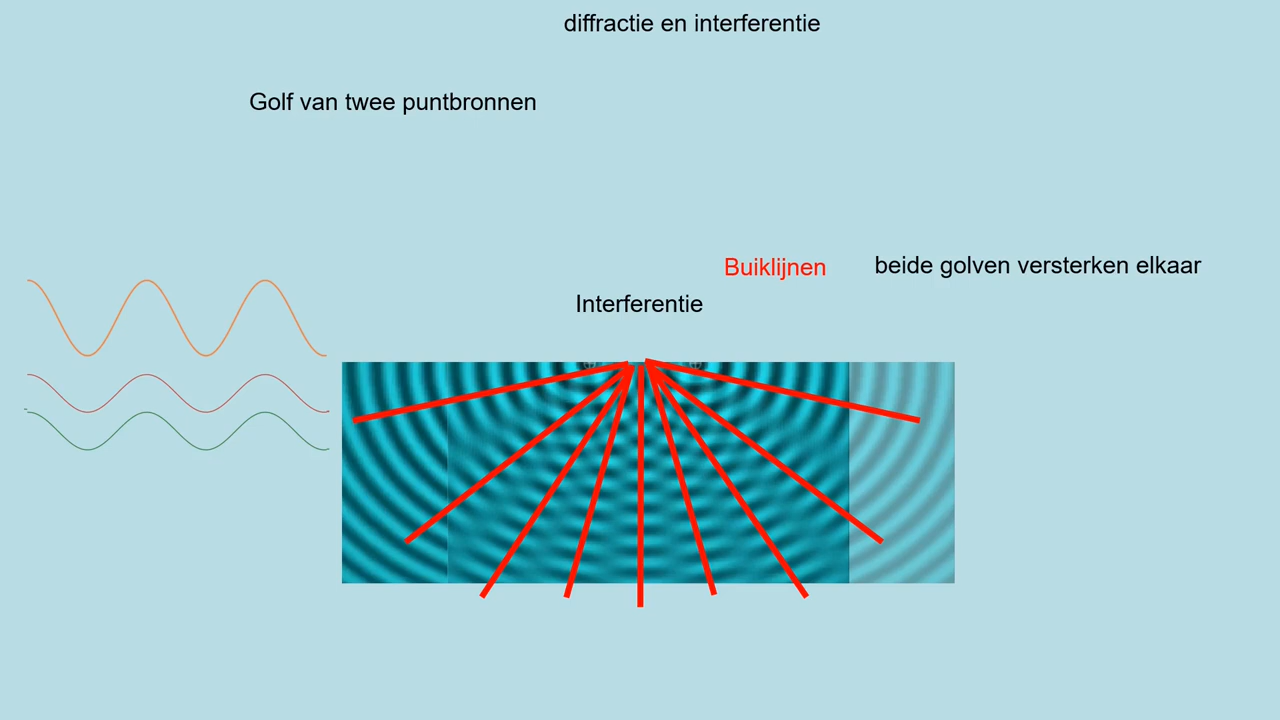 diffractie en interferentie
Golf van twee puntbronnen
Buiklijnen
beide golven versterken elkaar
Interferentie